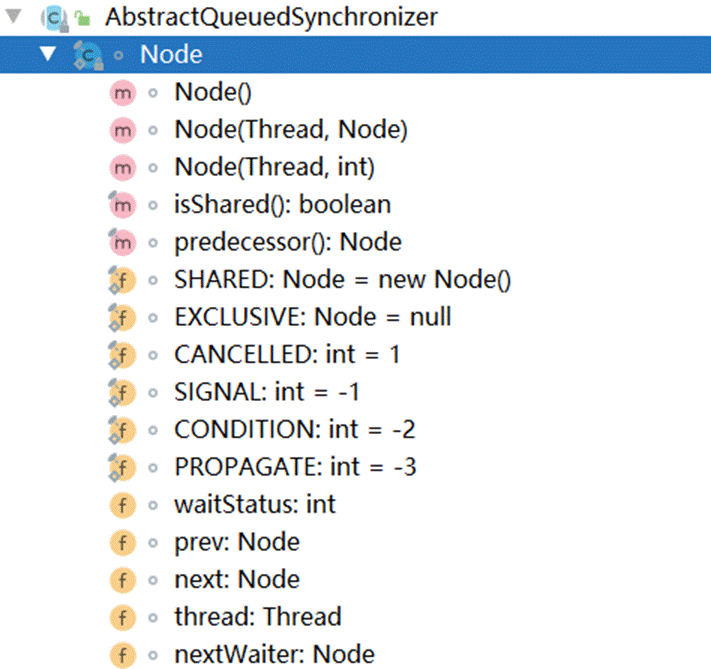 AbstractQueuedSynchronizer
Node
Node()
Node(Thread, Node)
Node(Thread, int)
isShared(): boolean
predecessor(): Node
SHARED: Node = new Node()
EXCLUSIVE: Node = null
CANCELLED: int = 1
SIGNAL: int = -1
CONDITION: int = -2
PROPAGATE: int = -3
waitStatus: int
prev: Node
next: Node
thread: Thread
nextWaiter: Node